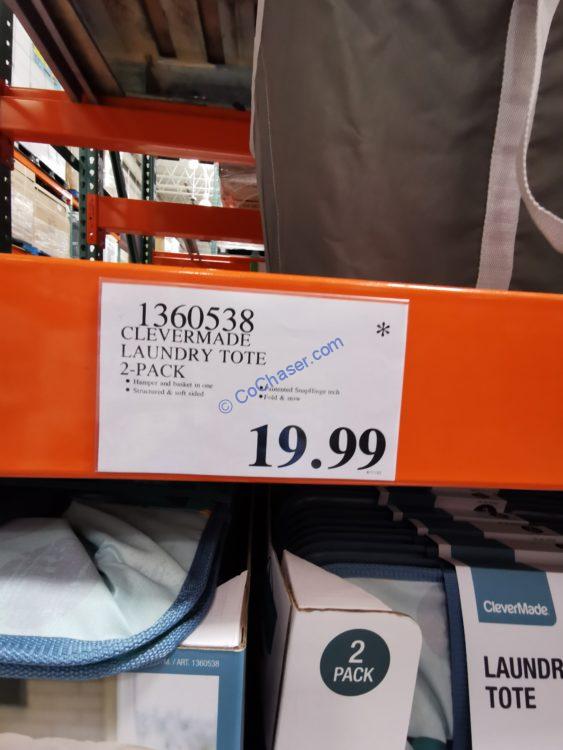 1360538
*
CLEVERMADE
LAUNDRY TOTE
2-PACK
• Hamper and basket in one
• Structured & soft sided
• Patented SnapHinge tech
• Fold & stow
© CoChaser.com
19.99
M./ ART. 1360538
2
PACK
CleverMade.
LAUNDR
TOTE